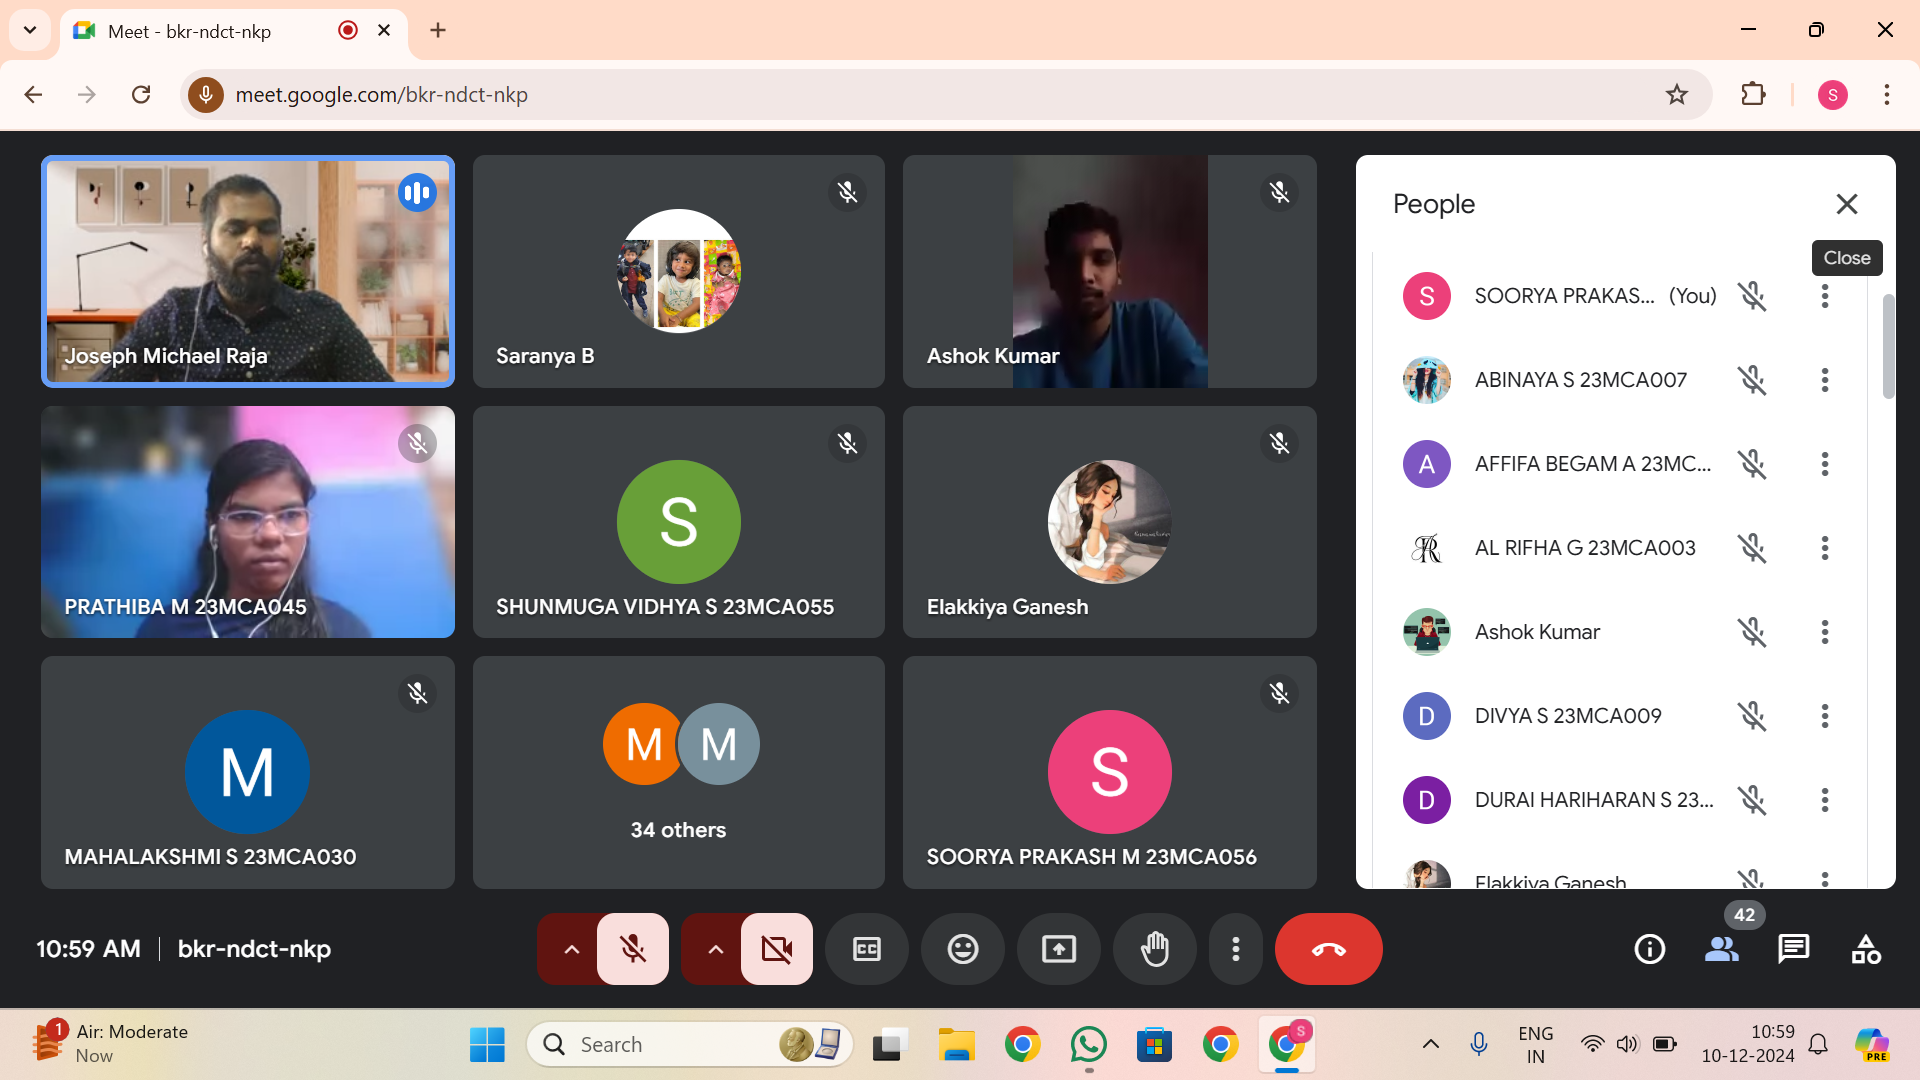 Meet - bkr-ndct-nkp
meet.google.com/bkr-ndct-nkp
S
Joseph Michael Raja
Saranya B
Ashok Kumar
PRATHIBA M 23MCA045
S
SHUNMUGA VIDHYA S 23MCA055
Elakkiya Ganesh
M
MAHALAKSHMI S 23MCA030
M M
34 others
S
SOORYA PRAKASH M 23MCA056
People
Close
S SOORYA PRAKAS... (You)
ABINAYA S 23MCA007
A AFFIFA BEGAM A 23MC...
AL RIFHA G 23MCA003
Ashok Kumar
D DIVYA S 23MCA009
D DURAI HARIHARAN S 23...
Elakkiya Ganesh
10:59 AM | bkr-ndct-nkp
CC
42
1
Air: Moderate
Now
Search
S
ENG
IN
10:59
10-12-2024
PRE